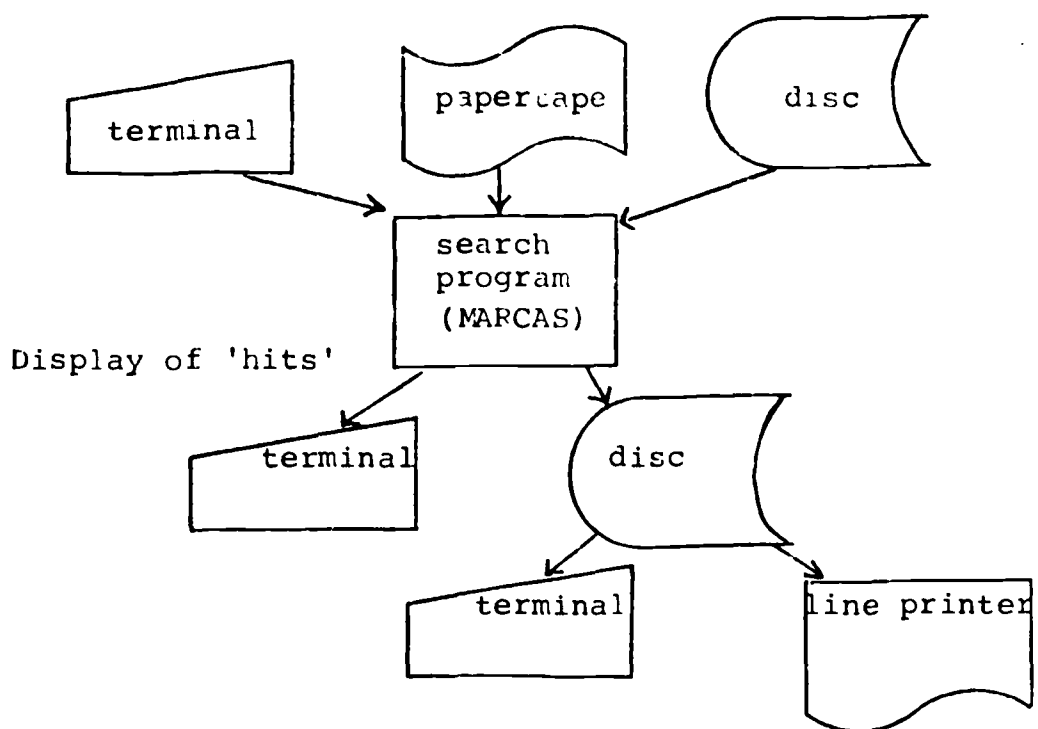 terminal
papertape
disc
search
program
(MARCAS)
Display of 'hits'
terminal
disc
terminal
line printer